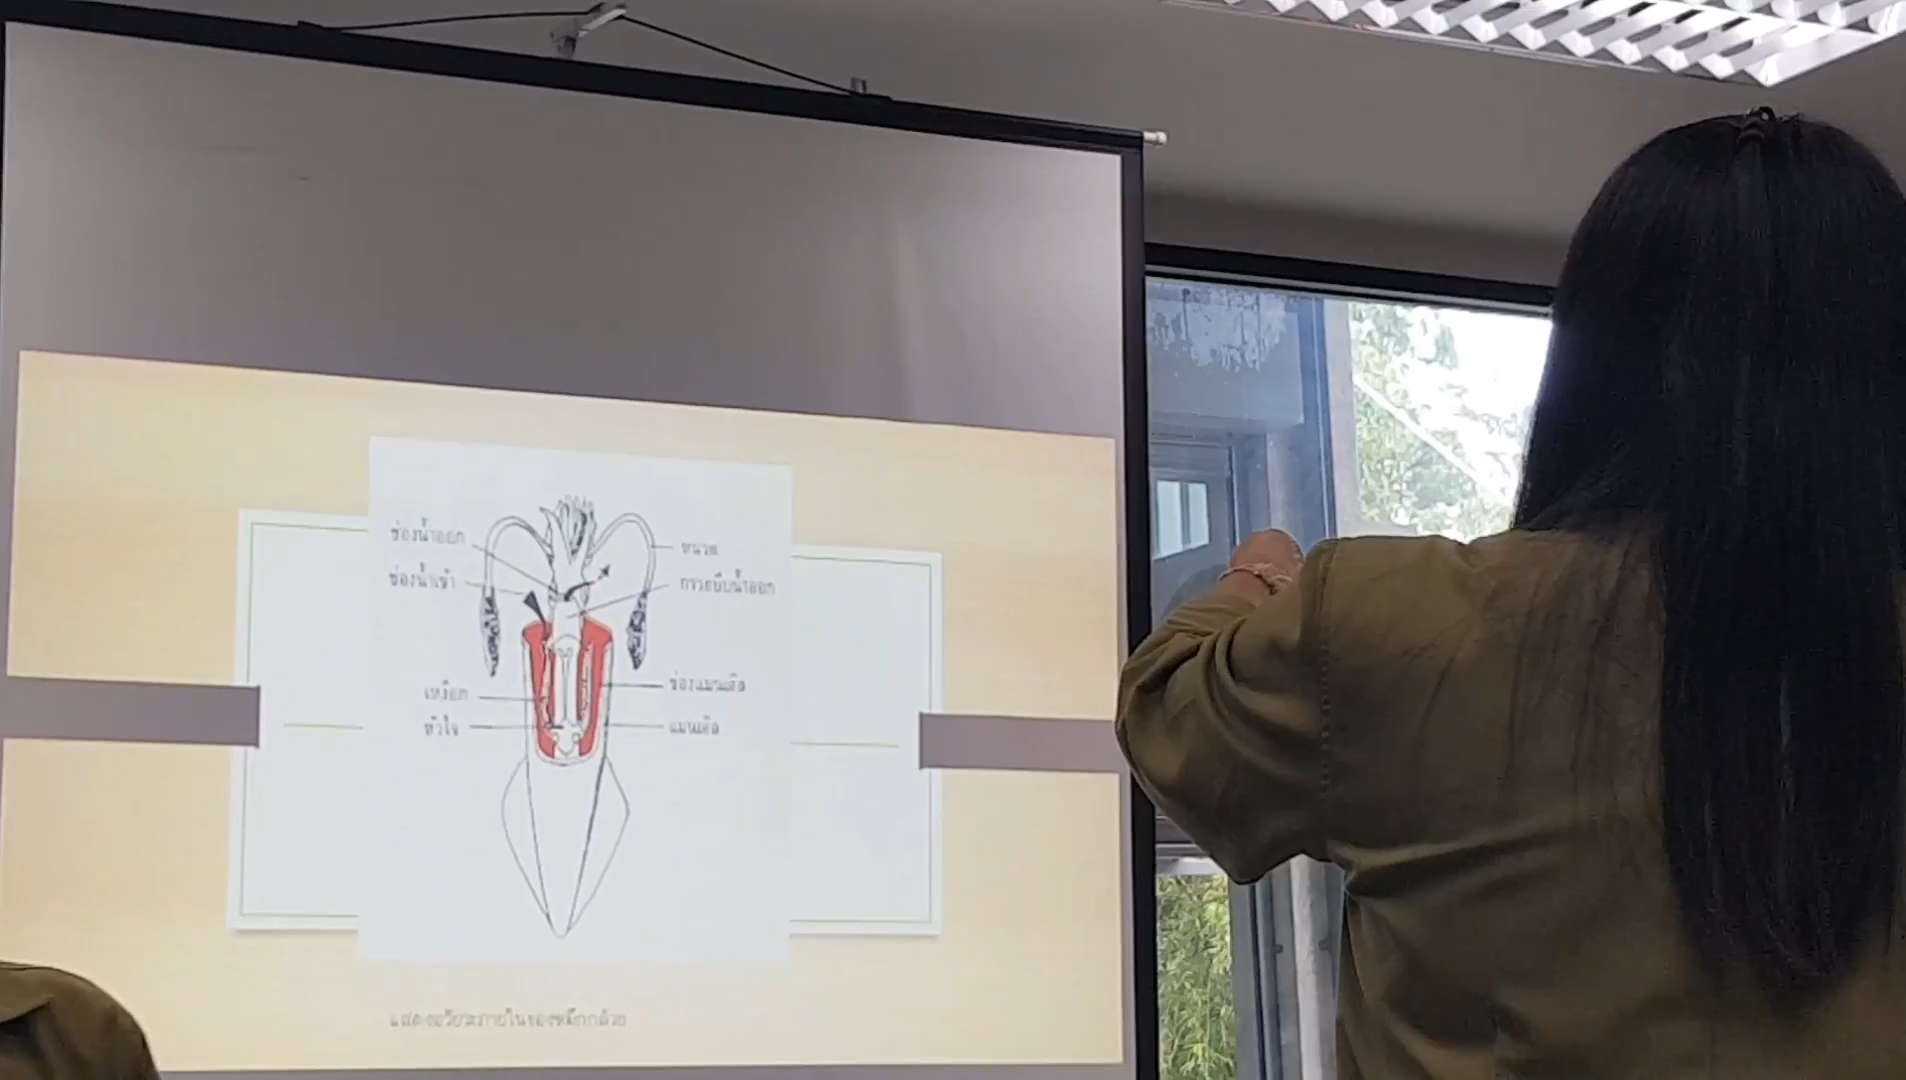 ช่องน้ำออก
ช่องน้ำเข้า
เหงือก
หัวใจ
หนวด
กรวยบีบน้ำออก
ช่องแมนเติล
แมนเติล
แสดงอวัยวะภายในของหมึกกล้วย